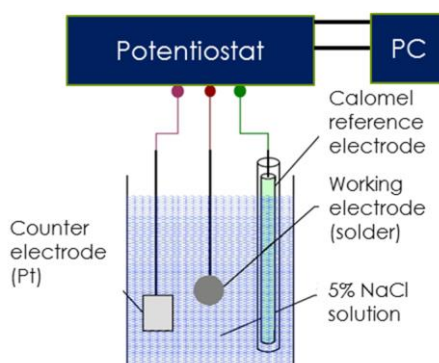 Potentiostat
PC
Calomel
reference
electrode
Working
electrode
(solder)
Counter
electrode
(Pt)
5% NaCl
solution